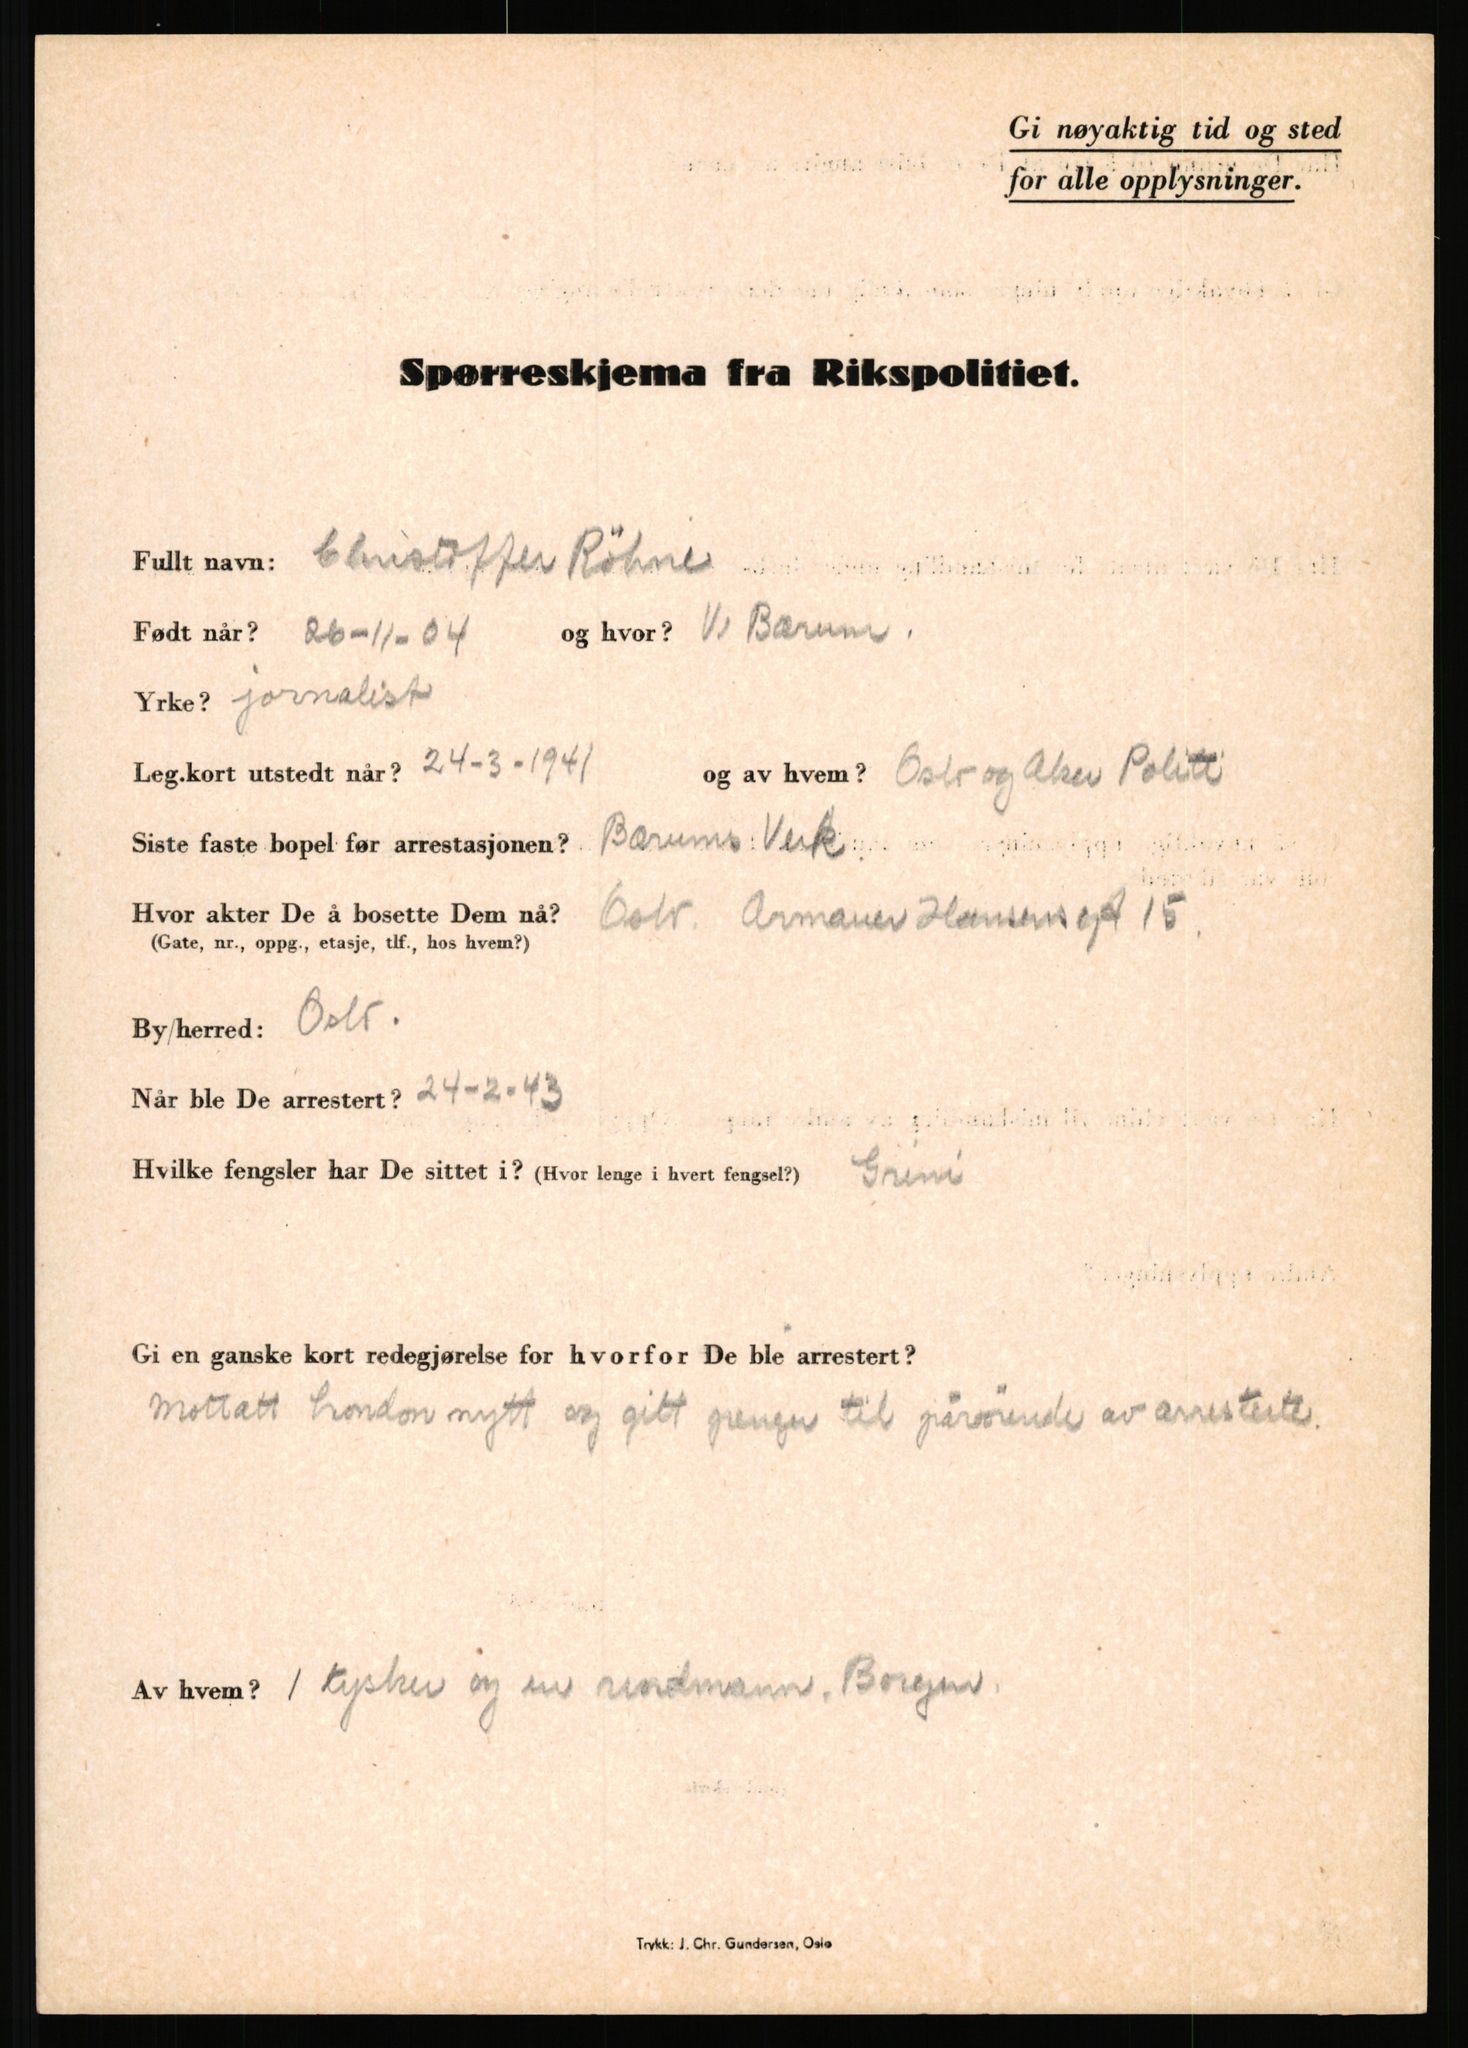 Gi nøyaktig tid og sted
for alle opplysninger.
Spørreskjema fra Rikspolitiet.
Fullt navn: Christoffer Röhne
Født når? 26-11-04 og hvor? V. Bærum.
Yrke? jornalist
Leg.kort utstedt når? 24-3-1941 og av hvem? Oslo og Aker Politi
Siste faste bopel før arrestasjonen? Bærums Verk
Hvor akter De å bosette Dem nå? Oslo. Armauer Hansens gt 15.
(Gate, nr., oppg., etasje, tlf., hos hvem?)
By/herred: Oslo.
Når ble De arrestert? 24-2-43
Hvilke fengsler har De sittet i? (Hvor lenge i hvert fengsel?) Grini
Gi en ganske kort redegjørelse for hvorfor De ble arrestert?
Mottatt London nytt og gitt penger til pårörende av arresterte.
Av hvem? 1 tysker og en nordmann. Borgen.
Trykk: J. Chr. Gundersen, Oslo